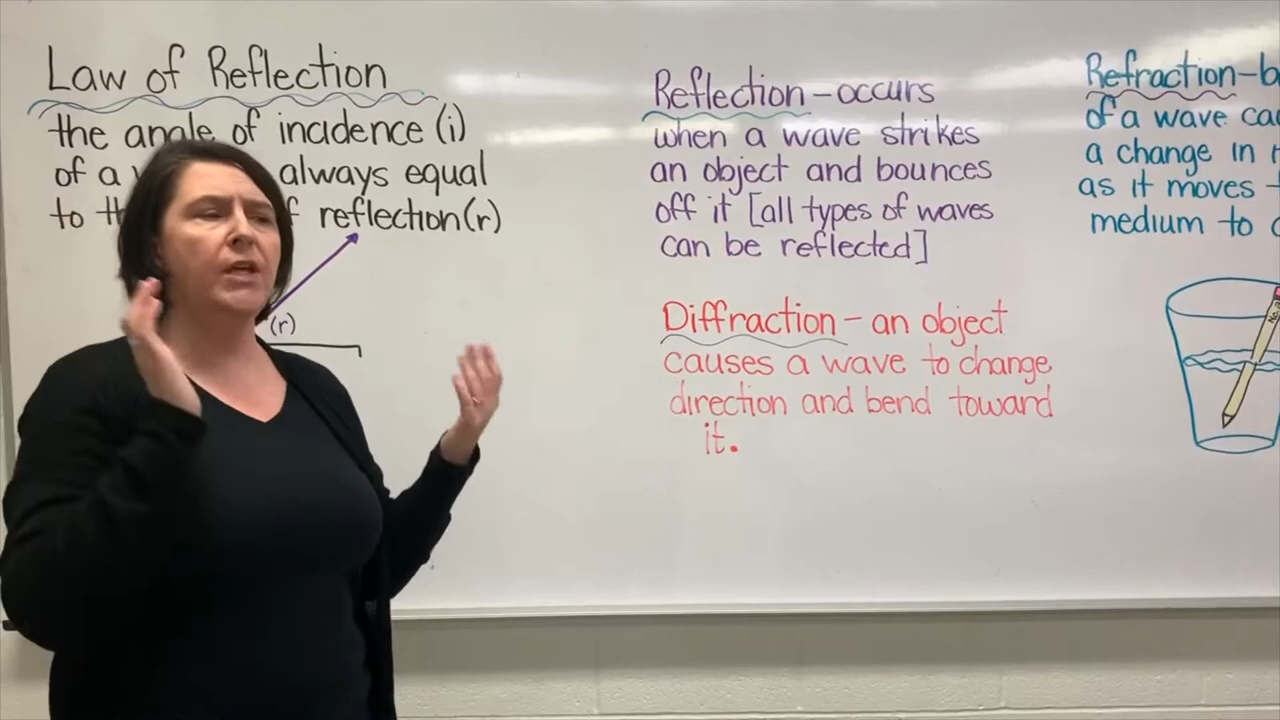 Law of Reflection
the angle of incidence (i)
of a always equal
to reflection(r)
(r)
Reflection - occurs
when a wave strikes
an object and bounces
off it [all types of waves
can be reflected]
Diffraction - an object
causes a wave to change
direction and bend toward
it.
Refraction -
of a wave
a change in
as it moves
medium to